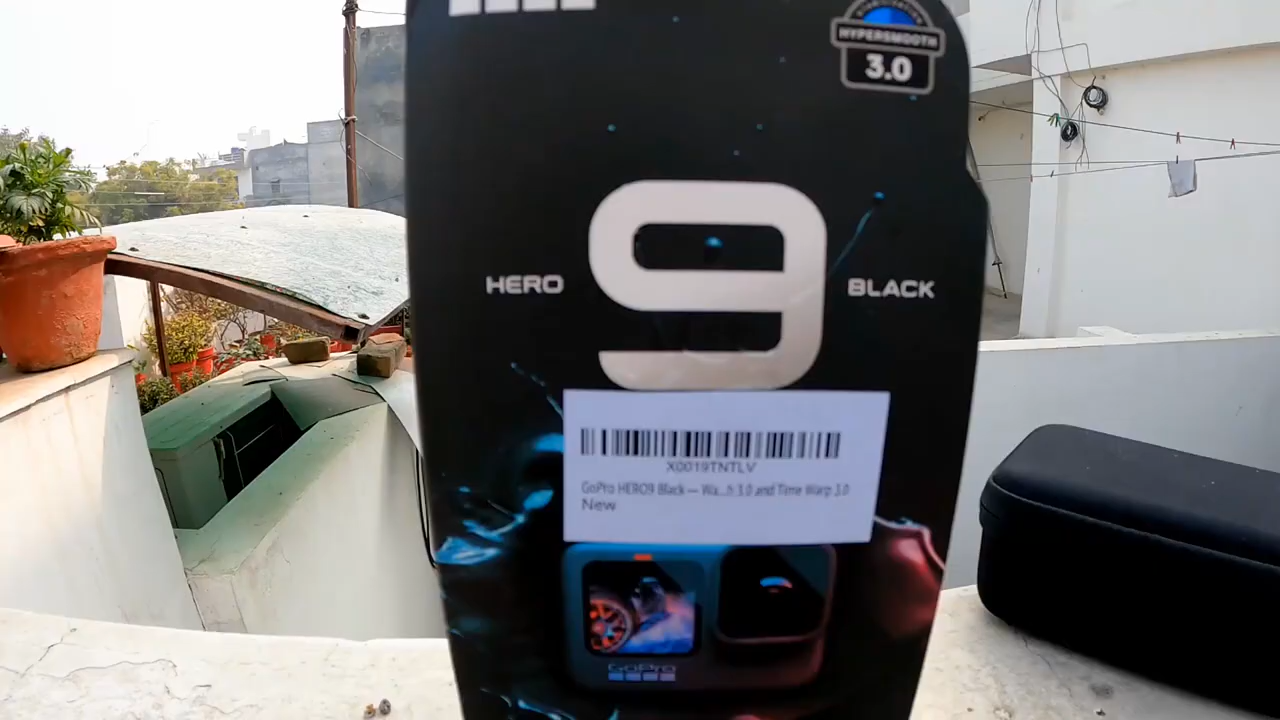 HYPERSMOOTH
3.0
9
HERO
BLACK
X0019TNTLV
GoPro HERO9 Black — Wa...h 3.0 and Time Warp 3.0
New
GoPro